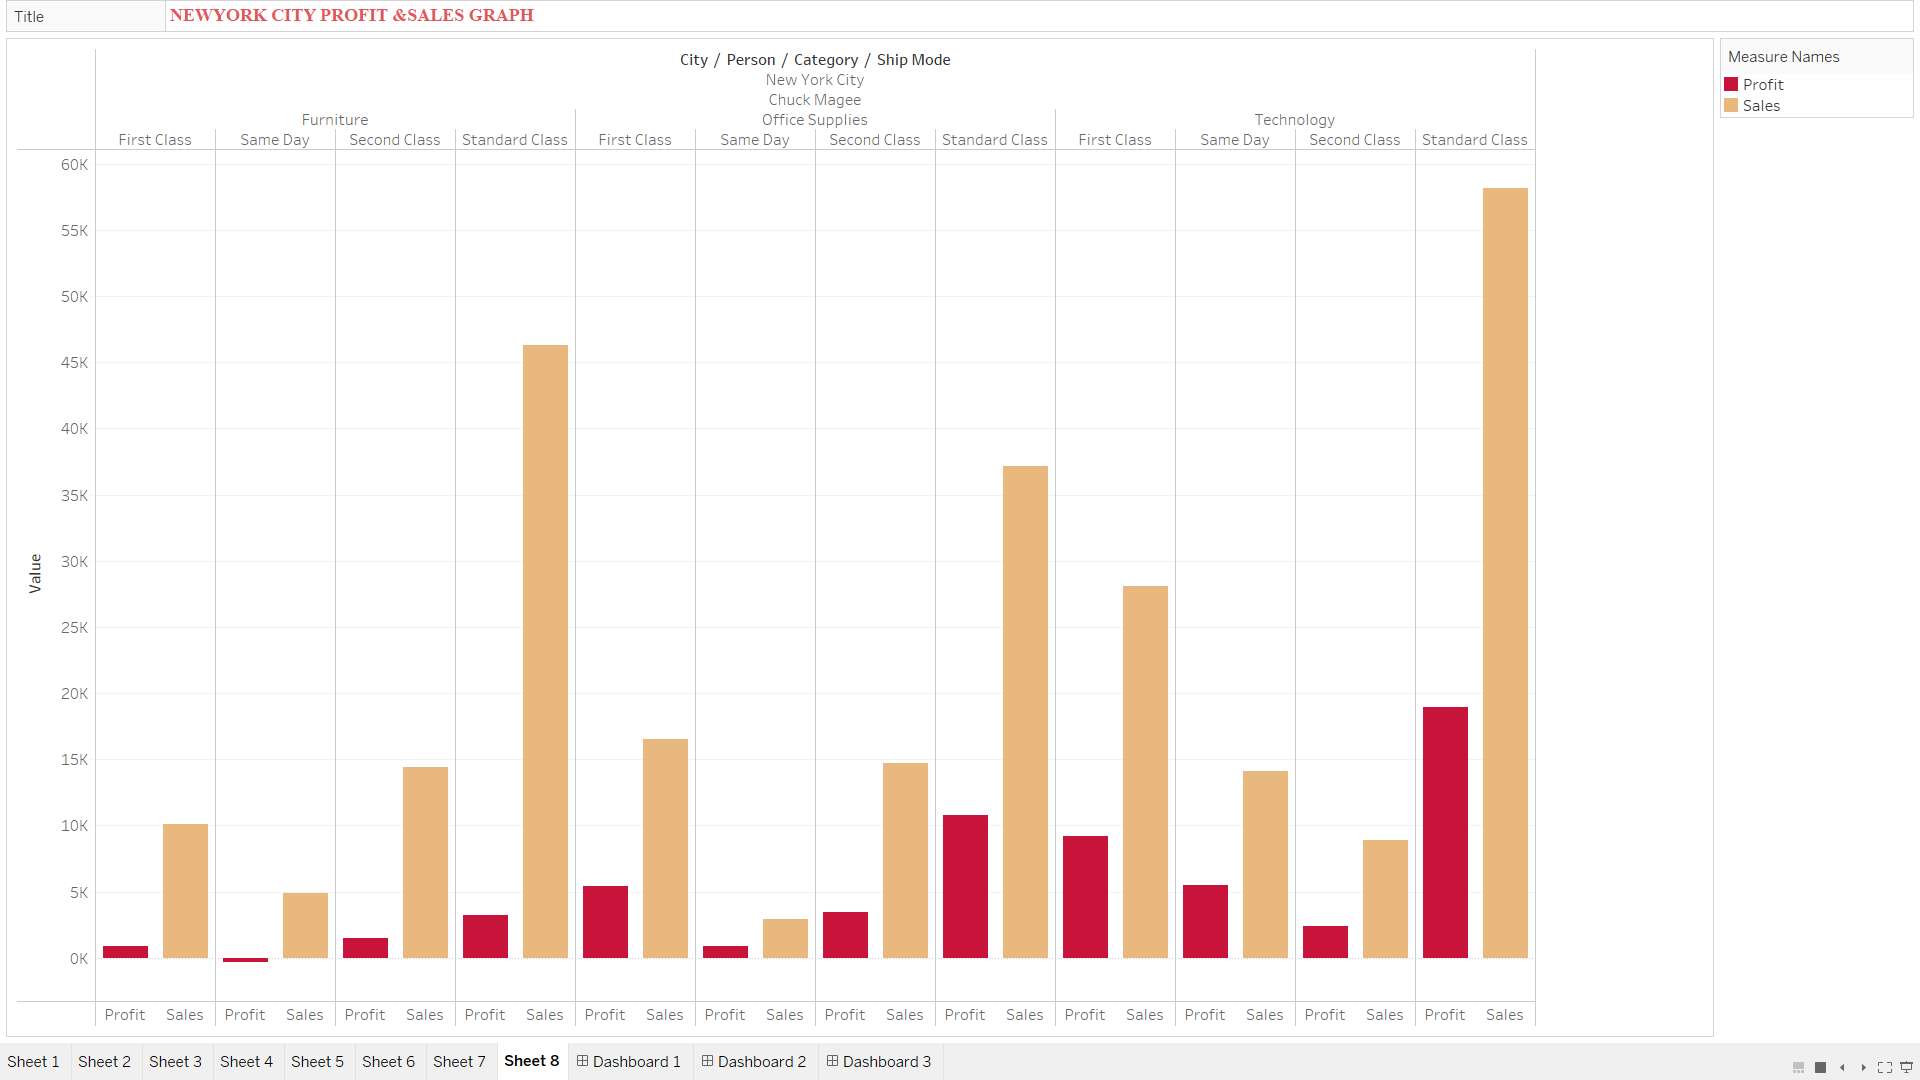 Title
NEWYORK CITY PROFIT &SALES GRAPH
City / Person / Category / Ship Mode
New York City
Chuck Magee
Furniture Office Supplies Technology
First Class Same Day Second Class Standard Class First Class Same Day Second Class Standard Class First Class Same Day Second Class Standard Class
60K
55K
50K
45K
40K
35K
30K
25K
20K
15K
10K
5K
0K
Value
Profit Sales Profit Sales Profit Sales Profit Sales Profit Sales Profit Sales Profit Sales Profit Sales Profit Sales Profit Sales Profit Sales Profit Sales
Measure Names
Profit
Sales
Sheet 1 Sheet 2 Sheet 3 Sheet 4 Sheet 5 Sheet 6 Sheet 7 Sheet 8 Dashboard 1 Dashboard 2 Dashboard 3